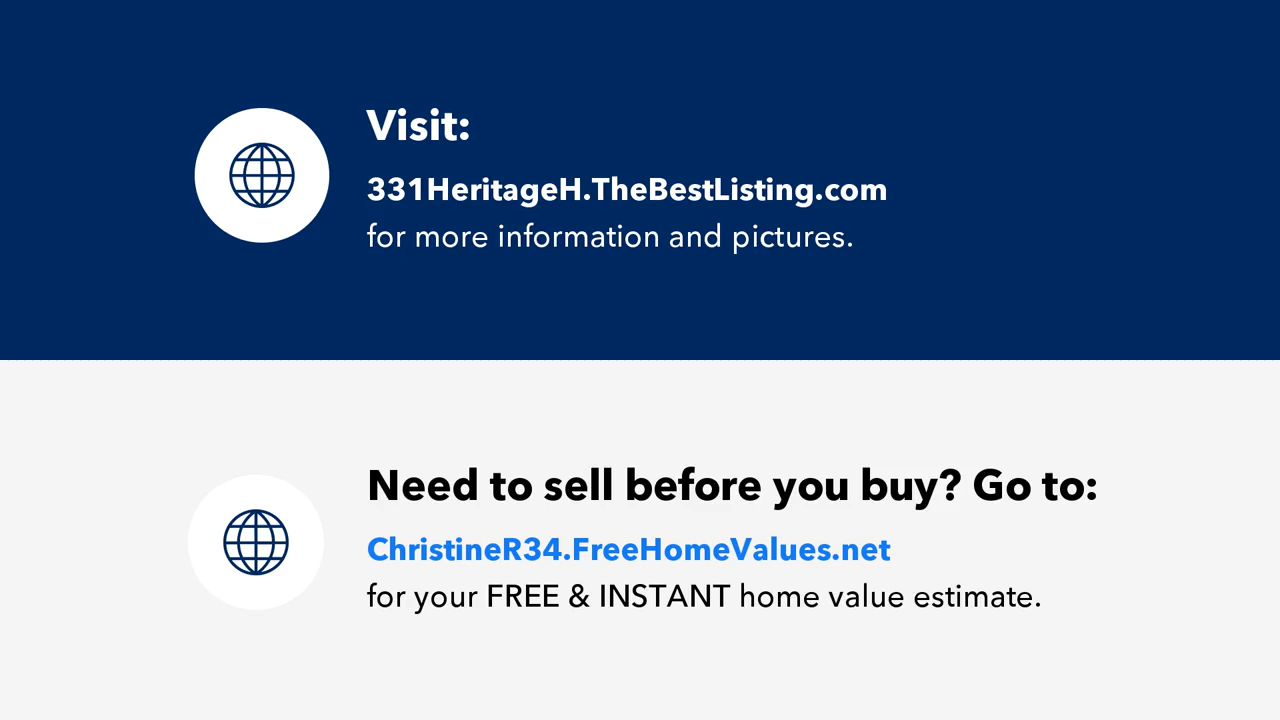 Visit:
331HeritageH.TheBestListing.com
for more information and pictures.
Need to sell before you buy? Go to:
ChristineR34.FreeHomeValues.net
for your FREE & INSTANT home value estimate.